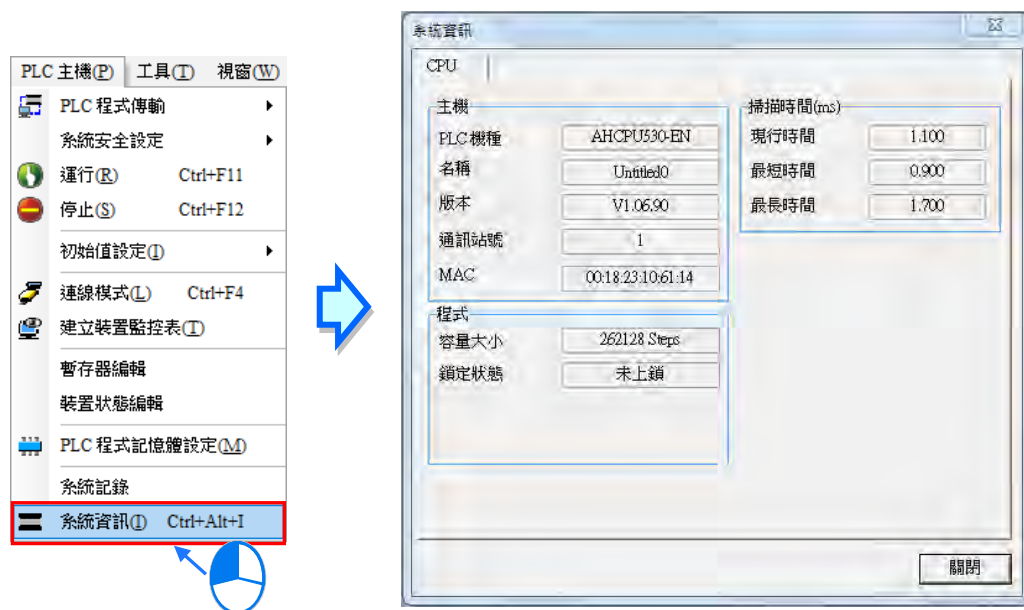 PLC 主機(P) 工具(T) 視窗(W)
PLC 程式傳輸
系統安全設定
運行(R) Ctrl+F11
停止(S) Ctrl+F12
初始值設定(I)
連線模式(L) Ctrl+F4
建立裝置監控表(T)
暫存器編輯
裝置狀態編輯
PLC 程式記憶體設定(M)
系統記錄
系統資訊(I) Ctrl+Alt+I
系統資訊
CPU
主機
PLC 機種 AHCPU530-EN
名稱 Untitled0
版本 V1.06.90
通訊站號 1
MAC 00:18:23:10:61:14
程式
容量大小 262128 Steps
鎖定狀態 未上鎖
掃描時間(ms)
現行時間 1.100
最短時間 0.900
最長時間 1.700
關閉